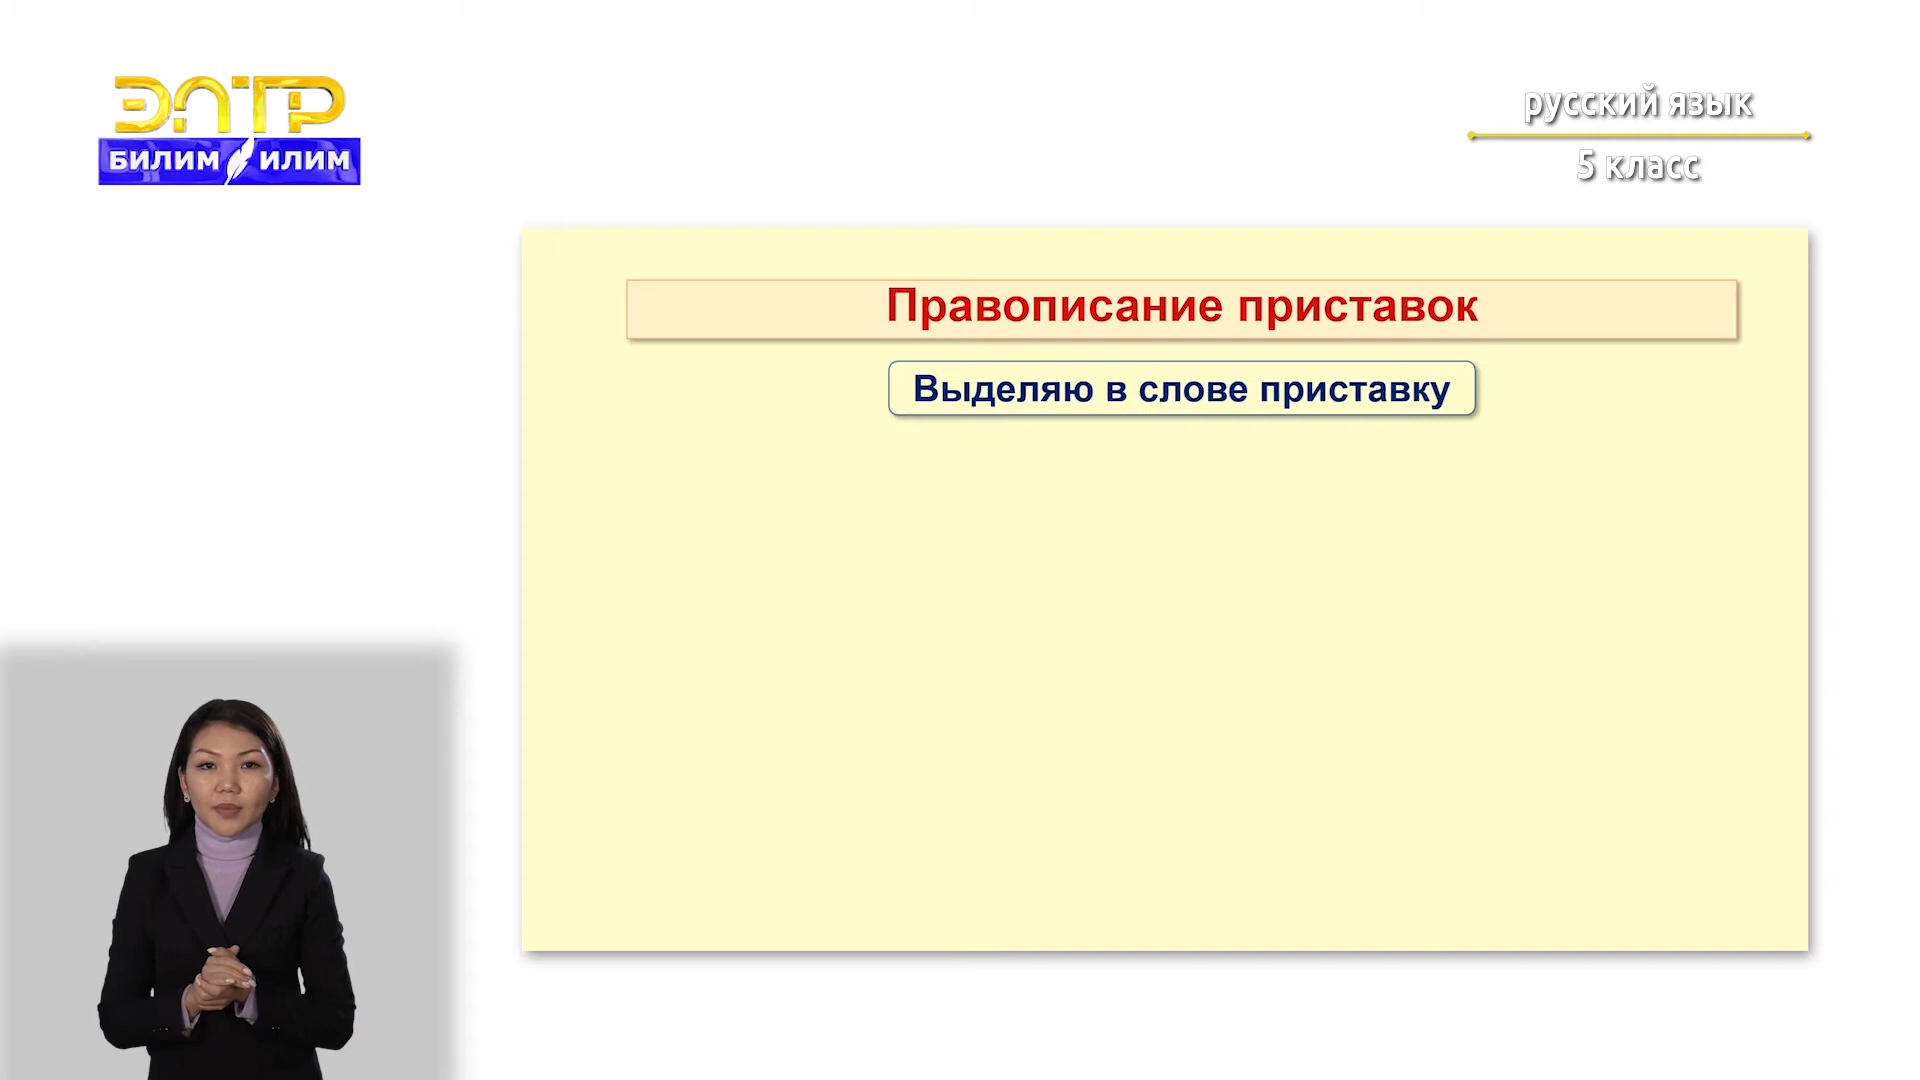 ЭЛТР
БИЛИМ ИЛИМ
русский язык
5 класс
Правописание приставок
Выделяю в слове приставку